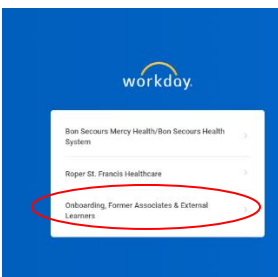 workday.
Bon Secours Mercy Health/Bon Secours Health
System
Roper St. Francis Healthcare
Onboarding, Former Associates & External
Learners